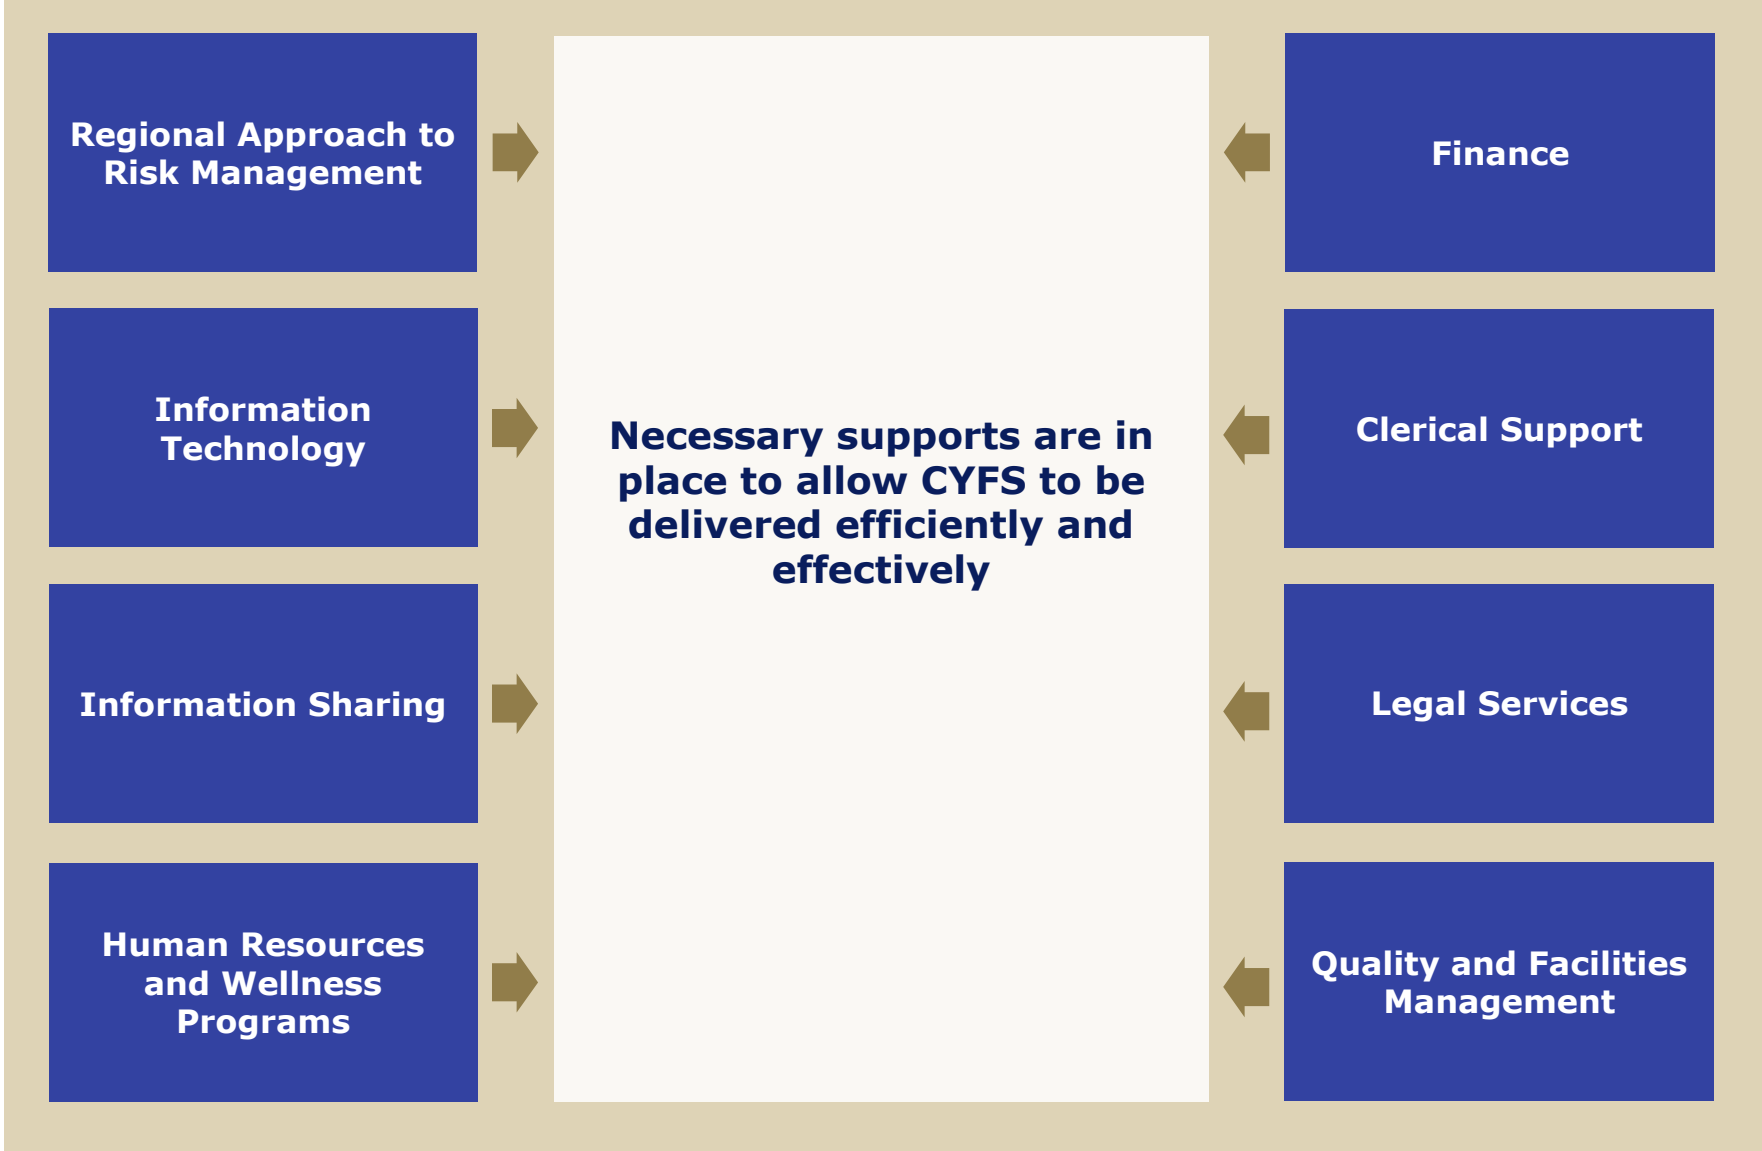 Regional Approach to
Risk Management
Information
Technology
Information Sharing
Human Resources
and Wellness
Programs
Necessary supports are in
place to allow CYFS to be
delivered efficiently and
effectively
Finance
Clerical Support
Legal Services
Quality and Facilities
Management